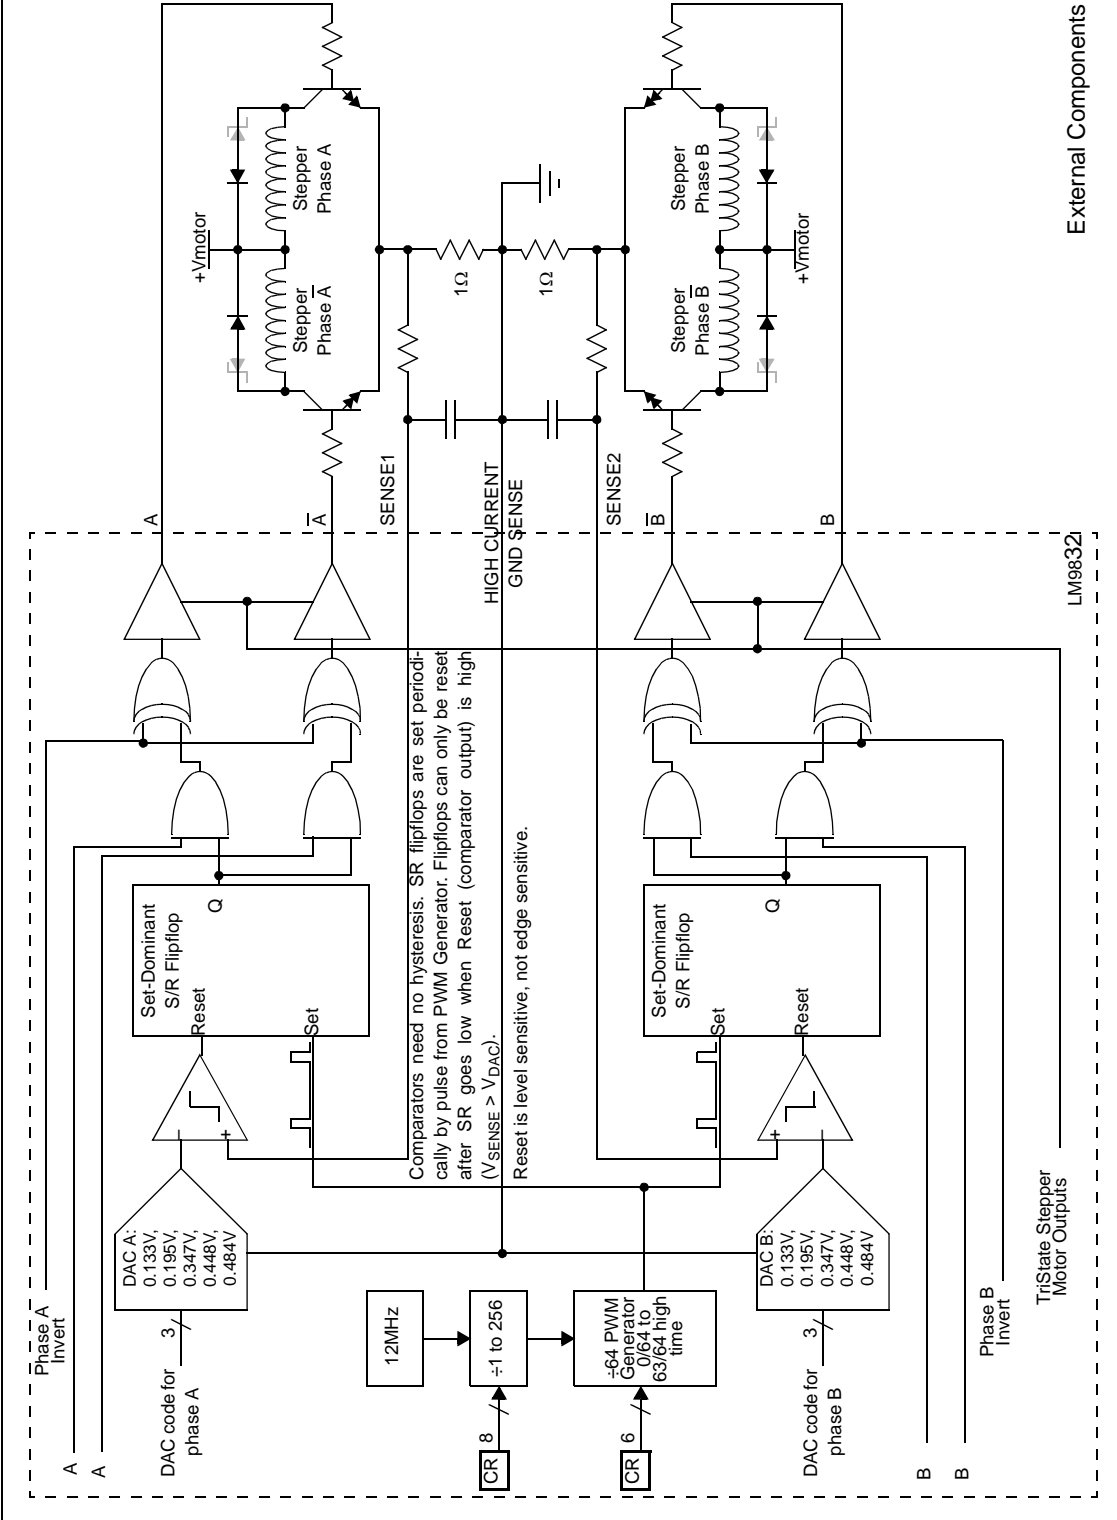 Phase A
Invert
A
A
DAC code for
phase A
3
DAC A:
0.133V,
0.195V,
0.347V,
0.448V,
0.484V
–
+
Set-Dominant
S/R Flipflop
Reset
Set
Q
A
A̅
+Vmotor
Stepper
Phase A̅
Stepper
Phase A
SENSE1
1Ω
HIGH CURRENT
GND SENSE
1Ω
SENSE2
Comparators need no hysteresis. SR flipflops are set periodi-
cally by pulse from PWM Generator. Flipflops can only be reset
after SR goes low when Reset (comparator output) is high
(VSENSE > VDAC).
Reset is level sensitive, not edge sensitive.
12MHz
CR
8
÷1 to 256
CR
6
÷64 PWM
Generator
0/64 to
63/64 high
time
Set-Dominant
S/R Flipflop
Set
Reset
Q
+
–
DAC code for
phase B
3
DAC B:
0.133V,
0.195V,
0.347V,
0.448V,
0.484V
B̅
B
Stepper
Phase B̅
Stepper
Phase B
+Vmotor
B
B
Phase B
Invert
TriState Stepper
Motor Outputs
LM9832
External Components